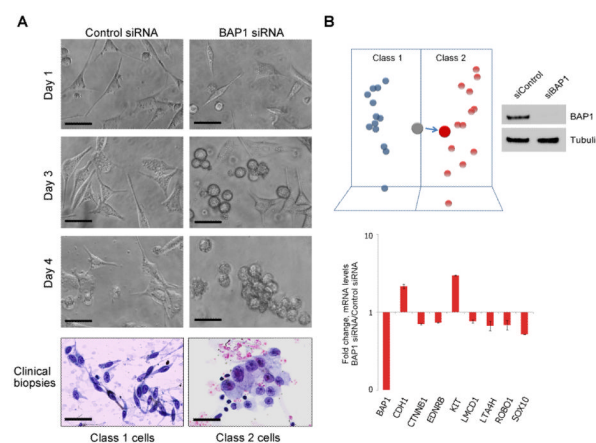 A
Control siRNA
BAP1 siRNA
Day 1
Day 3
Day 4
Clinical
biopsies
Class 1 cells
Class 2 cells
B
Class 1
Class 2
siControl
siBAP1
BAP1
Tubuli
Fold change, mRNA levels
BAP1 siRNA/Control siRNA
10
1
0
BAP1
CDH1
CTNNB1
EDNRB
KIT
LMCD1
LTA4H
ROBO1
SOX10